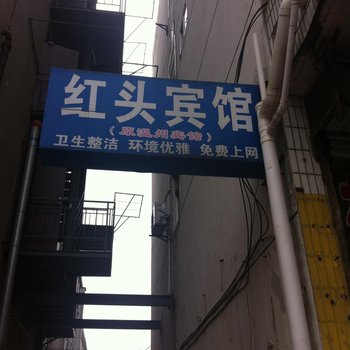 红头宾馆
（原温州宾馆）
卫生整洁 环境优雅 免费上网